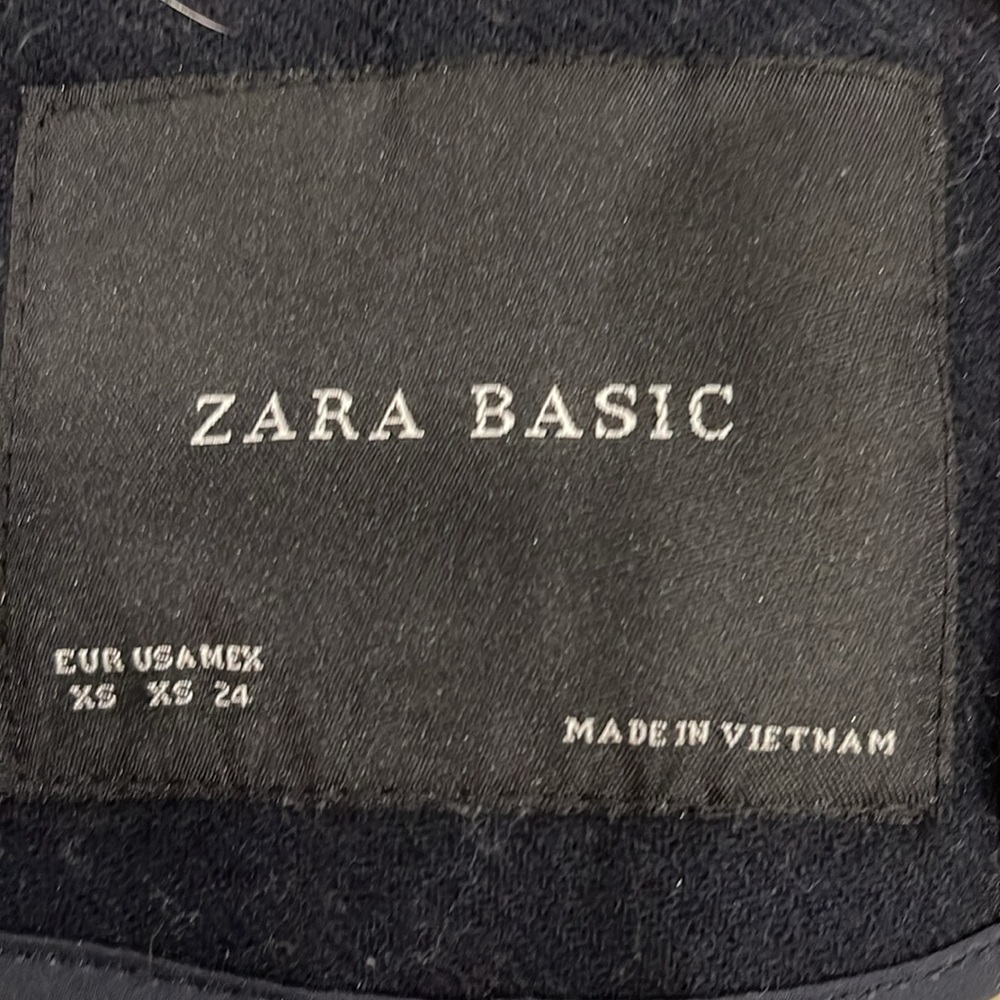 ZARA BASIC
EUR USA MEX
XS XS 24
MADE IN VIETNAM